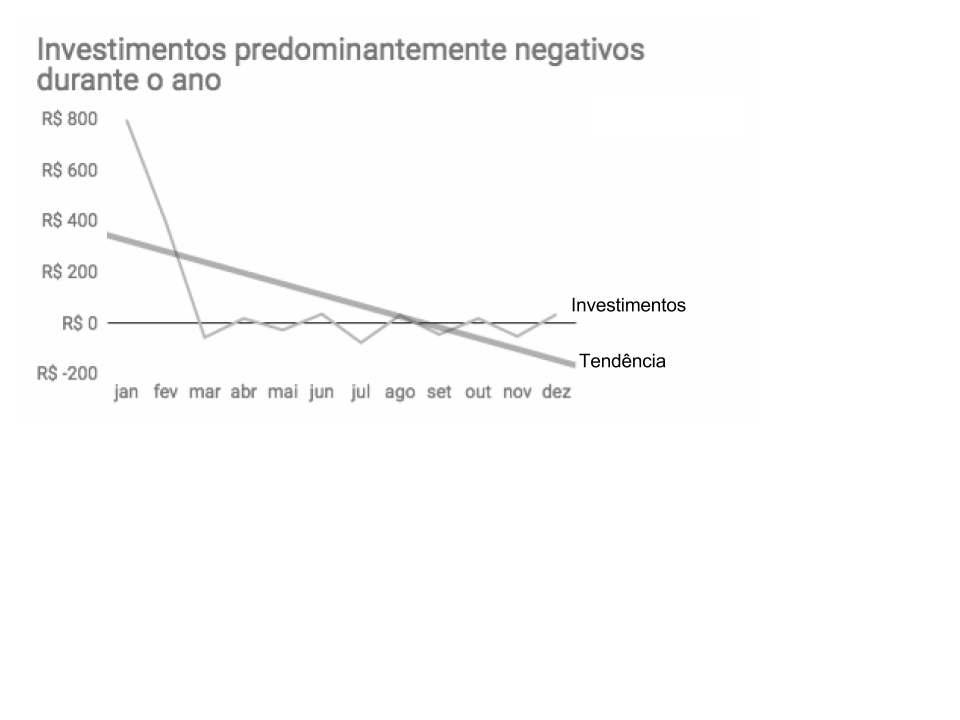 Investimentos predominantemente negativos
durante o ano
R$ 800
R$ 600
R$ 400
R$ 200
R$ 0
R$ -200
Investimentos
Tendência
jan fev mar abr mai jun jul ago set out nov dez